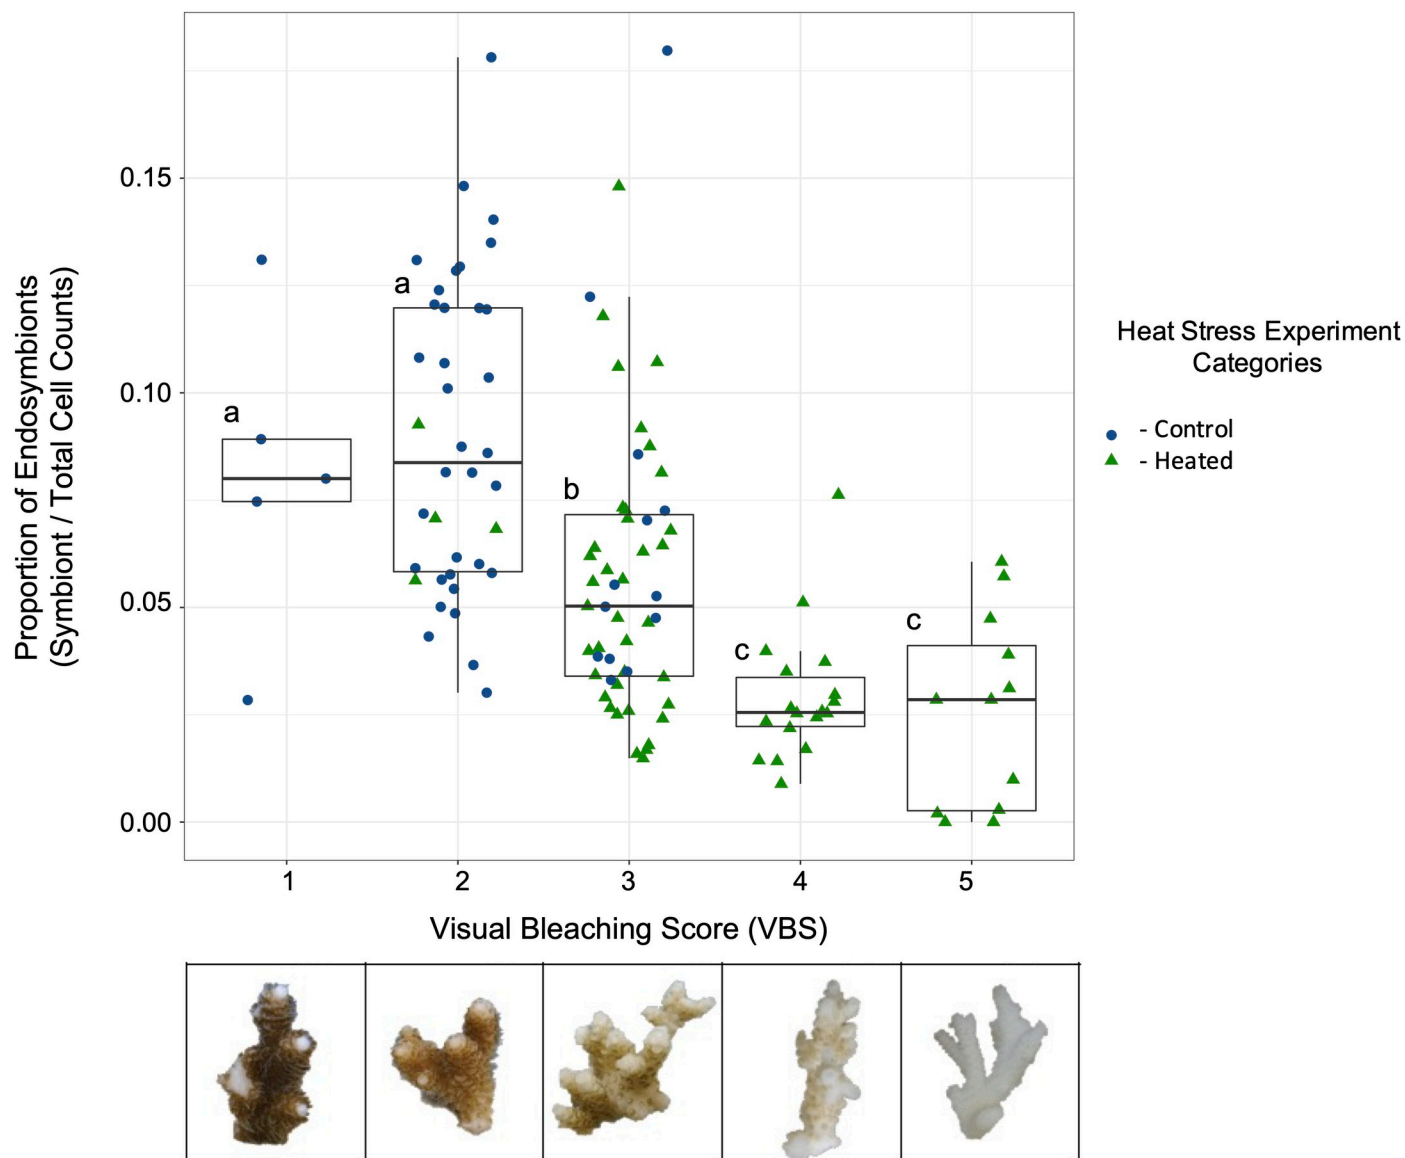 Proportion of Endosymbionts
(Symbiont / Total Cell Counts)
0.15
0.10
0.05
0.00
a
a
b
c
c
1 2 3 4 5
Visual Bleaching Score (VBS)
Heat Stress Experiment
Categories
- Control
- Heated